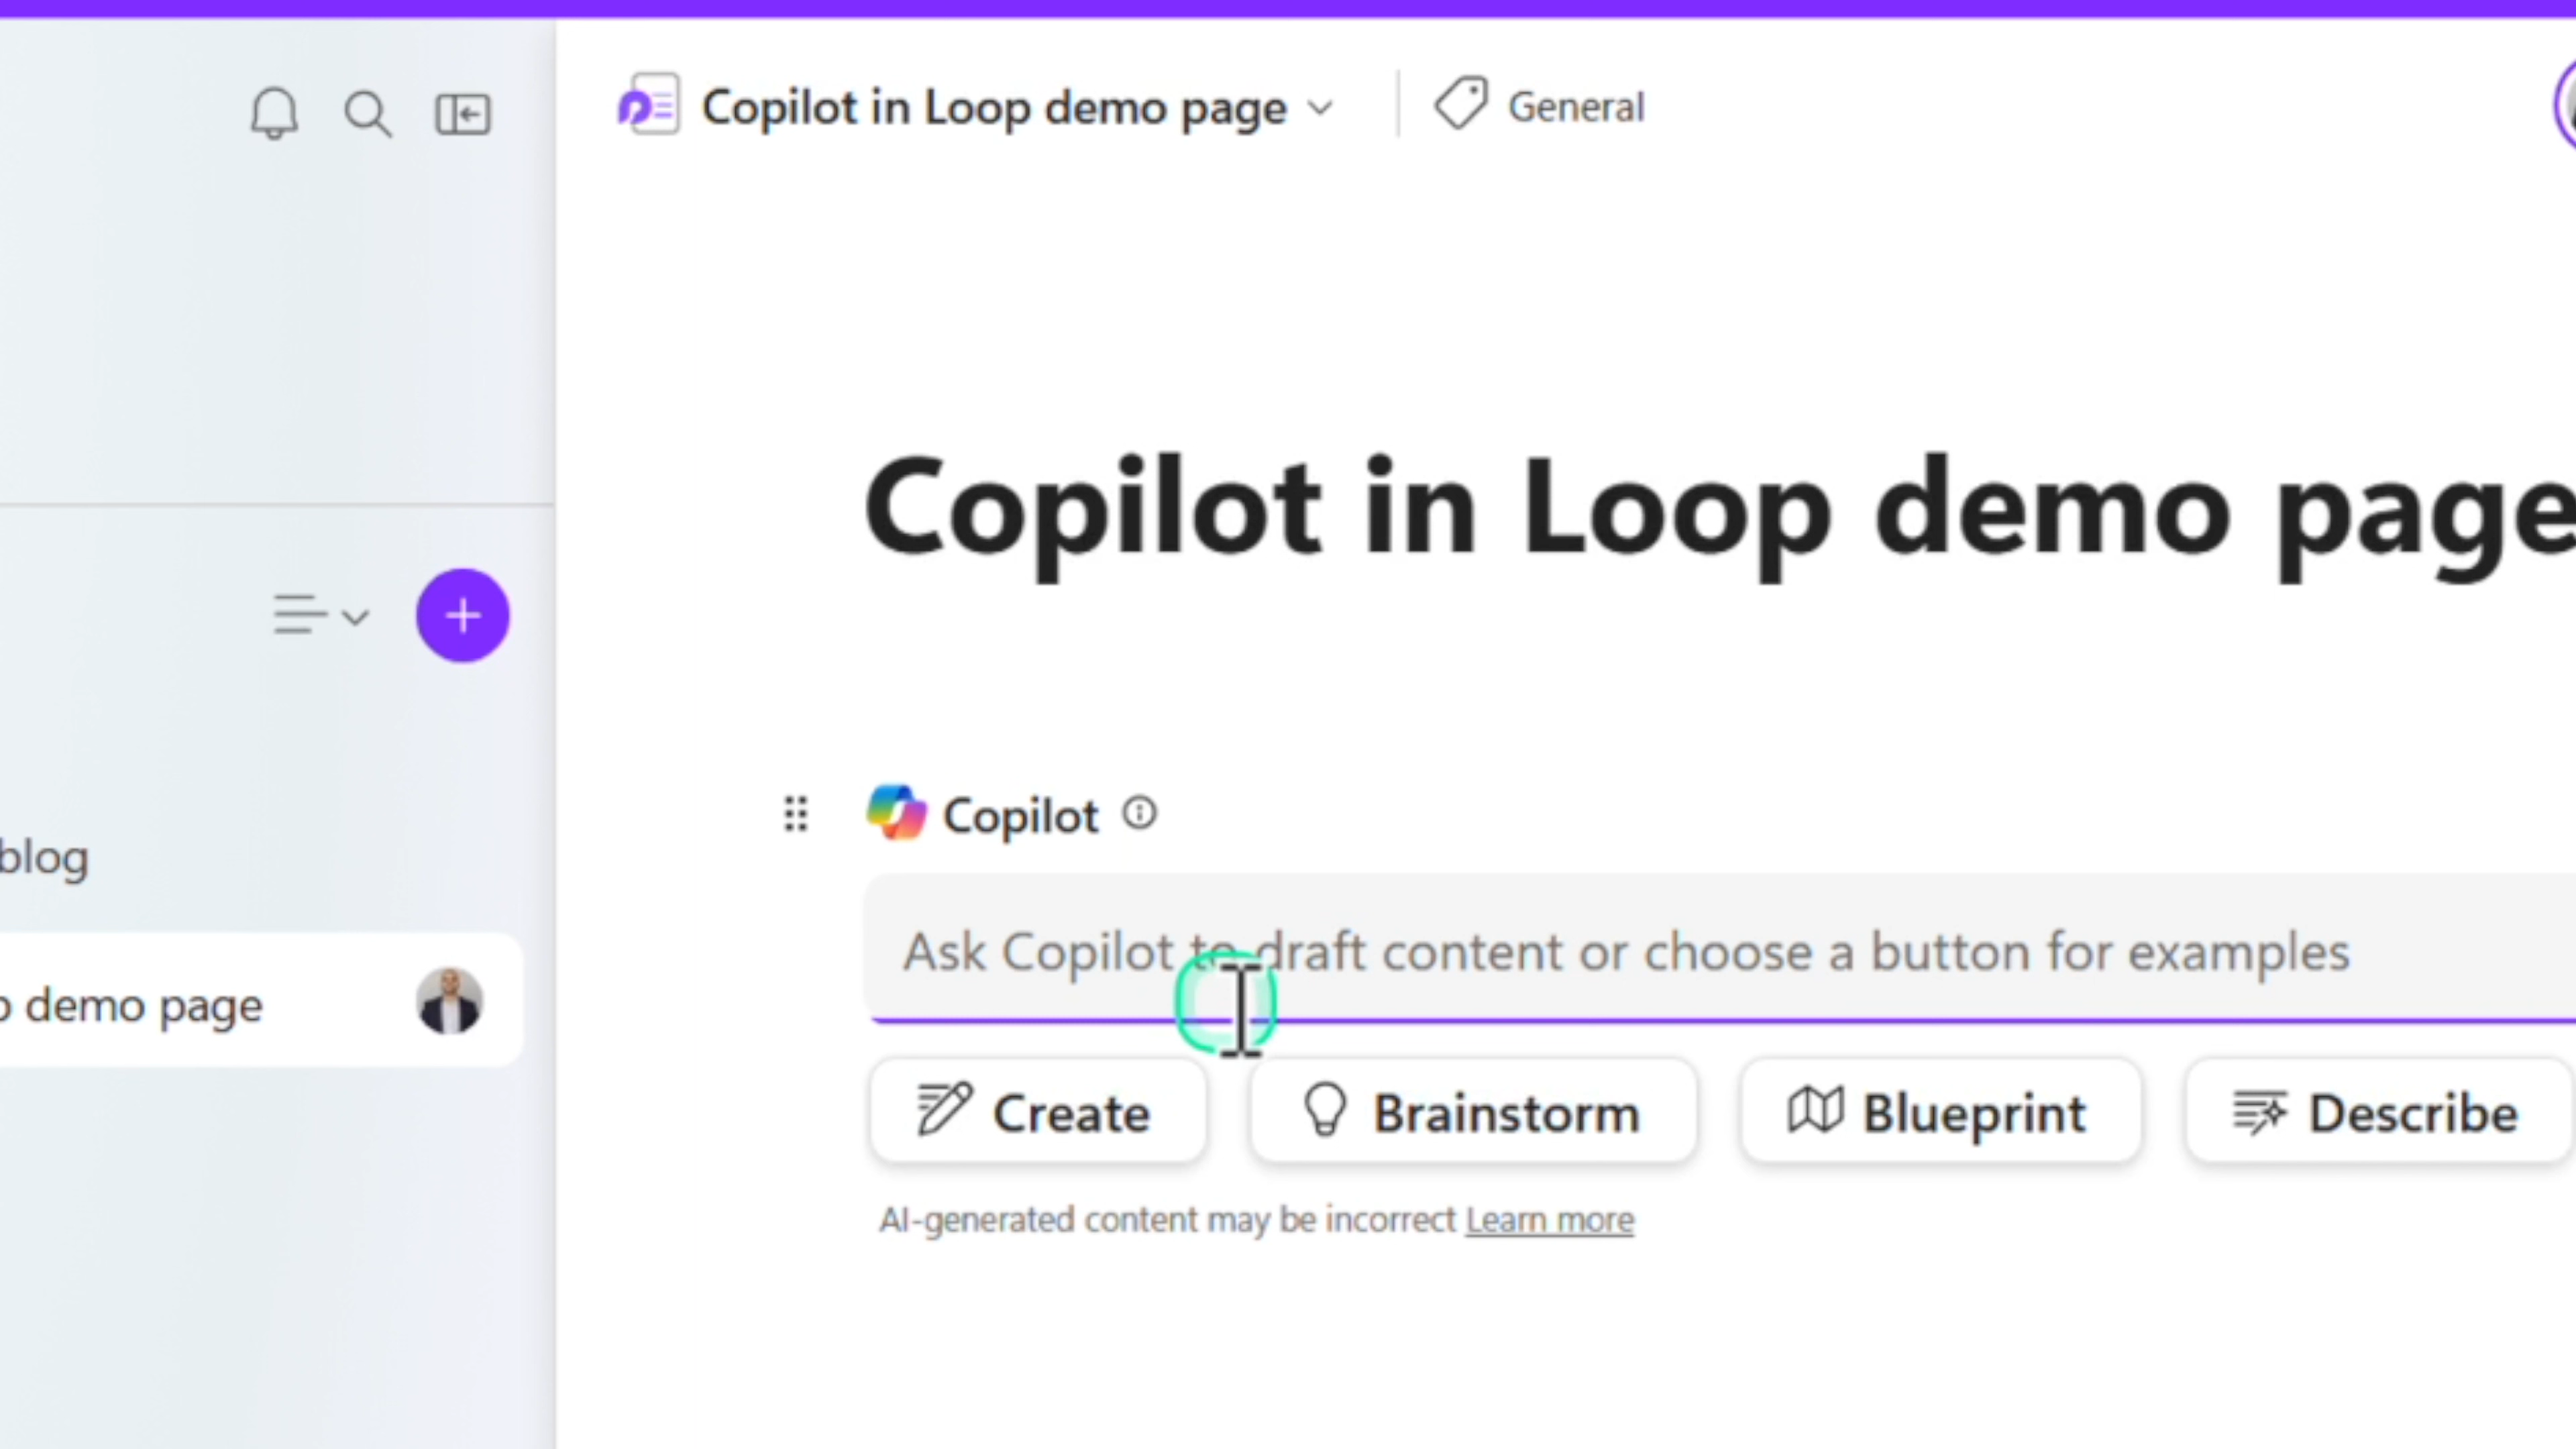 Copilot in Loop demo page
General
Copilot in Loop demo page
blog
demo page
Copilot
Ask Copilot to draft content or choose a button for examples
Create
Brainstorm
Blueprint
Describe
AI-generated content may be incorrect Learn more